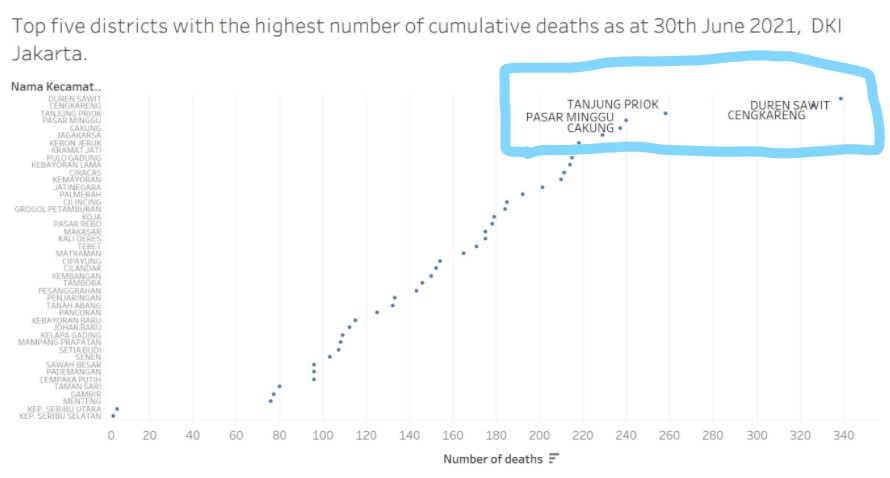 Top five districts with the highest number of cumulative deaths as at 30th June 2021, DKI
Jakarta.
Nama Kecamat..
DUREN SAWIT
CENGKARENG
TANJUNG PRIOK
PASAR MINGGU
CAKUNG
JAGAKARSA
KEBON JERUK
KRAMAT JATI
PULO GADUNG
KEBAYORAN LAMA
CIRACAS
KEMAYORAN
JATINEGARA
PALMERAH
CILINCING
GROGOL PETAMBURAN
KOJA
PASAR REBO
MAKASAR
KALI DERES
TEBET
MATRAMAN
CIPAYUNG
CILANDAK
KEMBANGAN
TAMBORA
PESANGGRAHAN
PENJARINGAN
TANAH ABANG
PANCORAN
KEBAYORAN BARU
JOHAR BARU
KELAPA GADING
MAMPANG PRAPATAN
SETIA BUDI
SENEN
SAWAH BESAR
PADEMANGAN
CEMPAKA PUTIH
TAMAN SARI
GAMBIR
MENTENG
KEP. SERIBU UTARA
KEP. SERIBU SELATAN
TANJUNG PRIOK
DUREN SAWIT
PASAR MINGGU
CENGKARENG
CAKUNG
0 20 40 60 80 100 120 140 160 180 200 220 240 260 280 300 320 340
Number of deaths